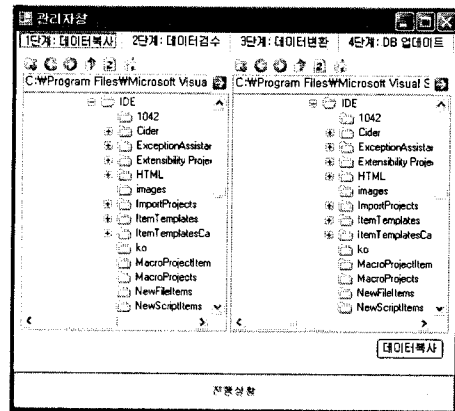 관리자창
1단계: 데이터복사 2단계: 데이터검수 3단계: 데이터변환 4단계: DB 업데이트
C:₩Program Files₩Microsoft Visua
IDE
1042
Cider
ExceptionAssistar
Extensibility Projec
HTML
images
ImportProjects
ItemTemplates
ItemTemplatesCa
ko
MacroProjectItem
MacroProjects
NewFileItems
NewScriptItems
C:₩Program Files₩Microsoft Visual S
IDE
1042
Cider
ExceptionAssistar
Extensibility Projec
HTML
images
ImportProjects
ItemTemplates
ItemTemplatesCa
ko
MacroProjectItem
MacroProjects
NewFileItems
NewScriptItems
데이터복사
진행상황